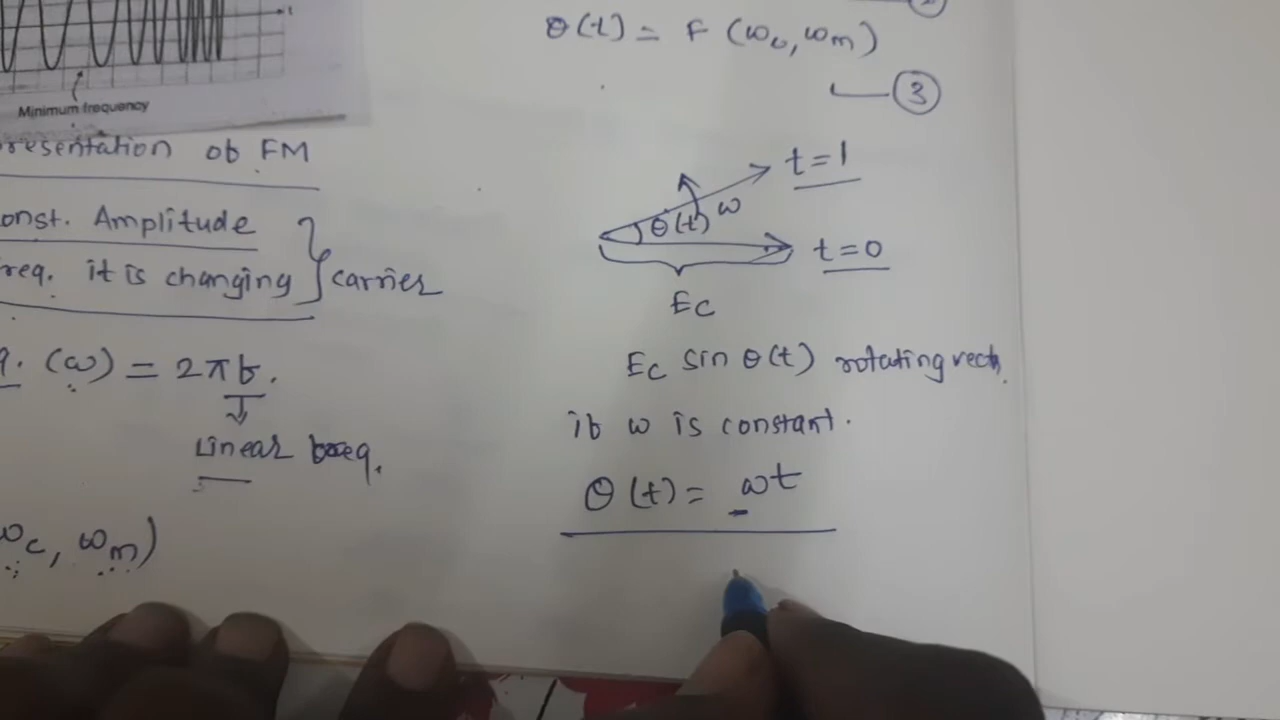 t
Minimum frequency
presentation of FM
onst. Amplitude
req. it is changing } carrier
q. (ω) = 2πf.
Linear freq.
ωc, ωm)
θ(t) = F (ωc, ωm)
3
t=1
θ(t) ω
t=0
Ec
Ec sin θ(t) rotating vect.
if ω is constant.
θ(t) = ωt